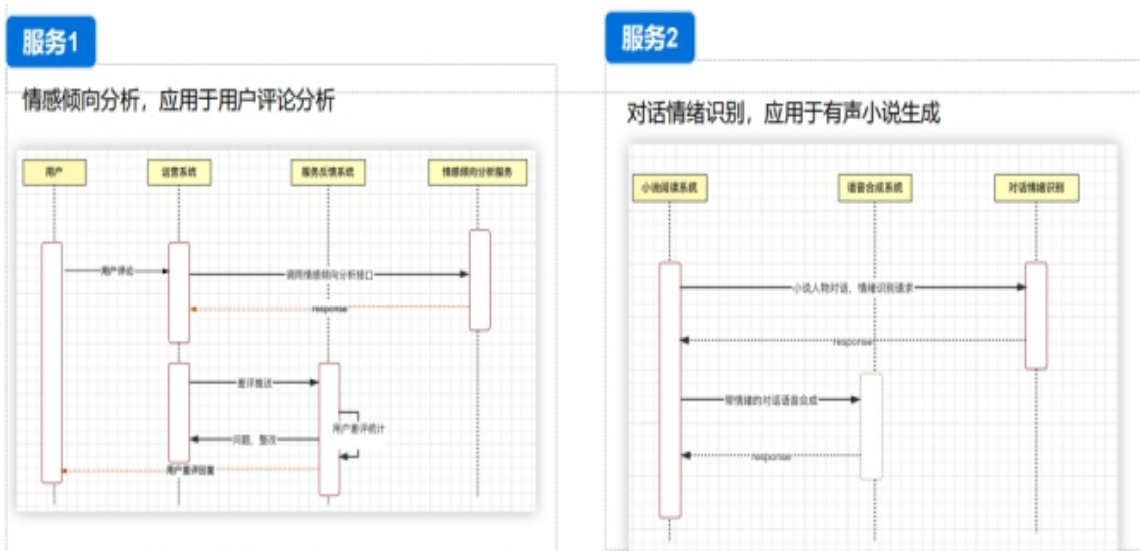 服务1
情感倾向分析，应用于用户评论分析
用户
运营系统
服务反馈系统
情感倾向分析服务
用户评论
调用情感倾向分析接口
response
差评推送
用户差评统计
问题、整改
用户差评回复
服务2
对话情绪识别，应用于有声小说生成
小说阅读系统
语音合成系统
对话情绪识别
小说人物对话，情绪识别请求
response
带情绪的对话语音合成
response